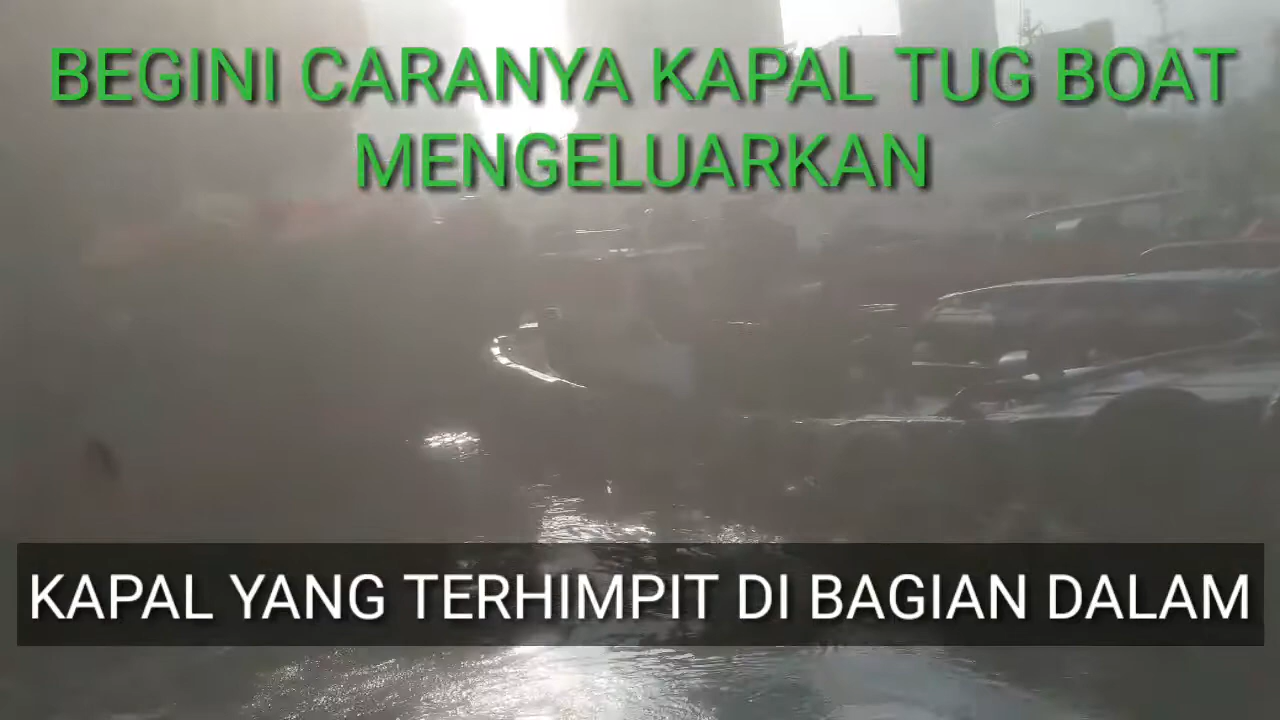 BEGINI CARANYA KAPAL TUG BOAT
MENGELUARKAN
KAPAL YANG TERHIMPIT DI BAGIAN DALAM